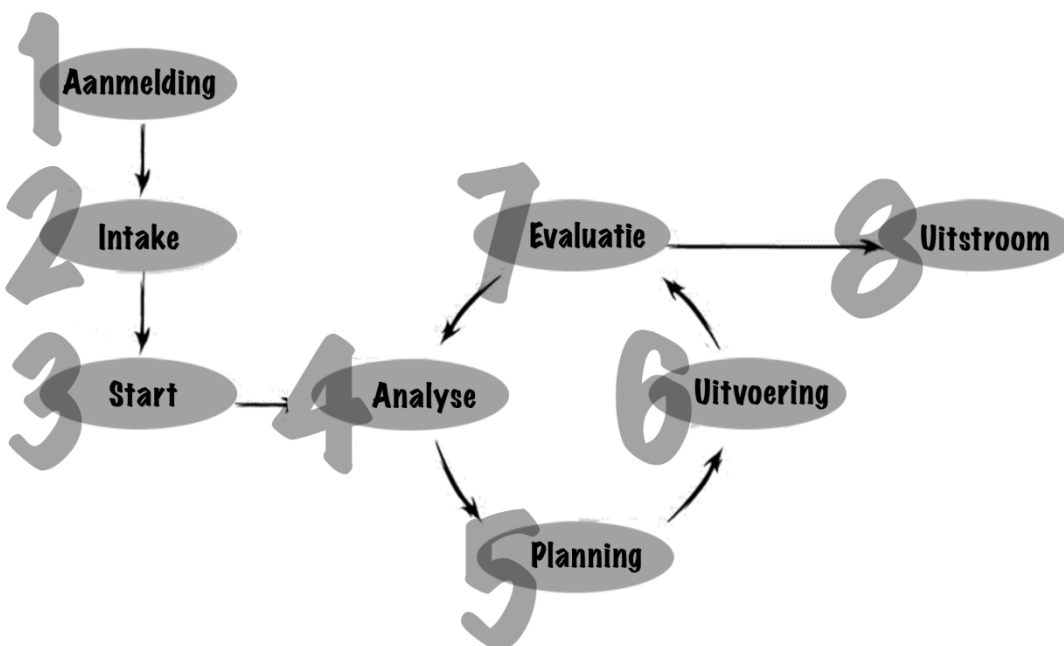 1 Aanmelding
2 Intake
3 Start
4 Analyse
5 Planning
6 Uitvoering
7 Evaluatie
8 Uitstroom